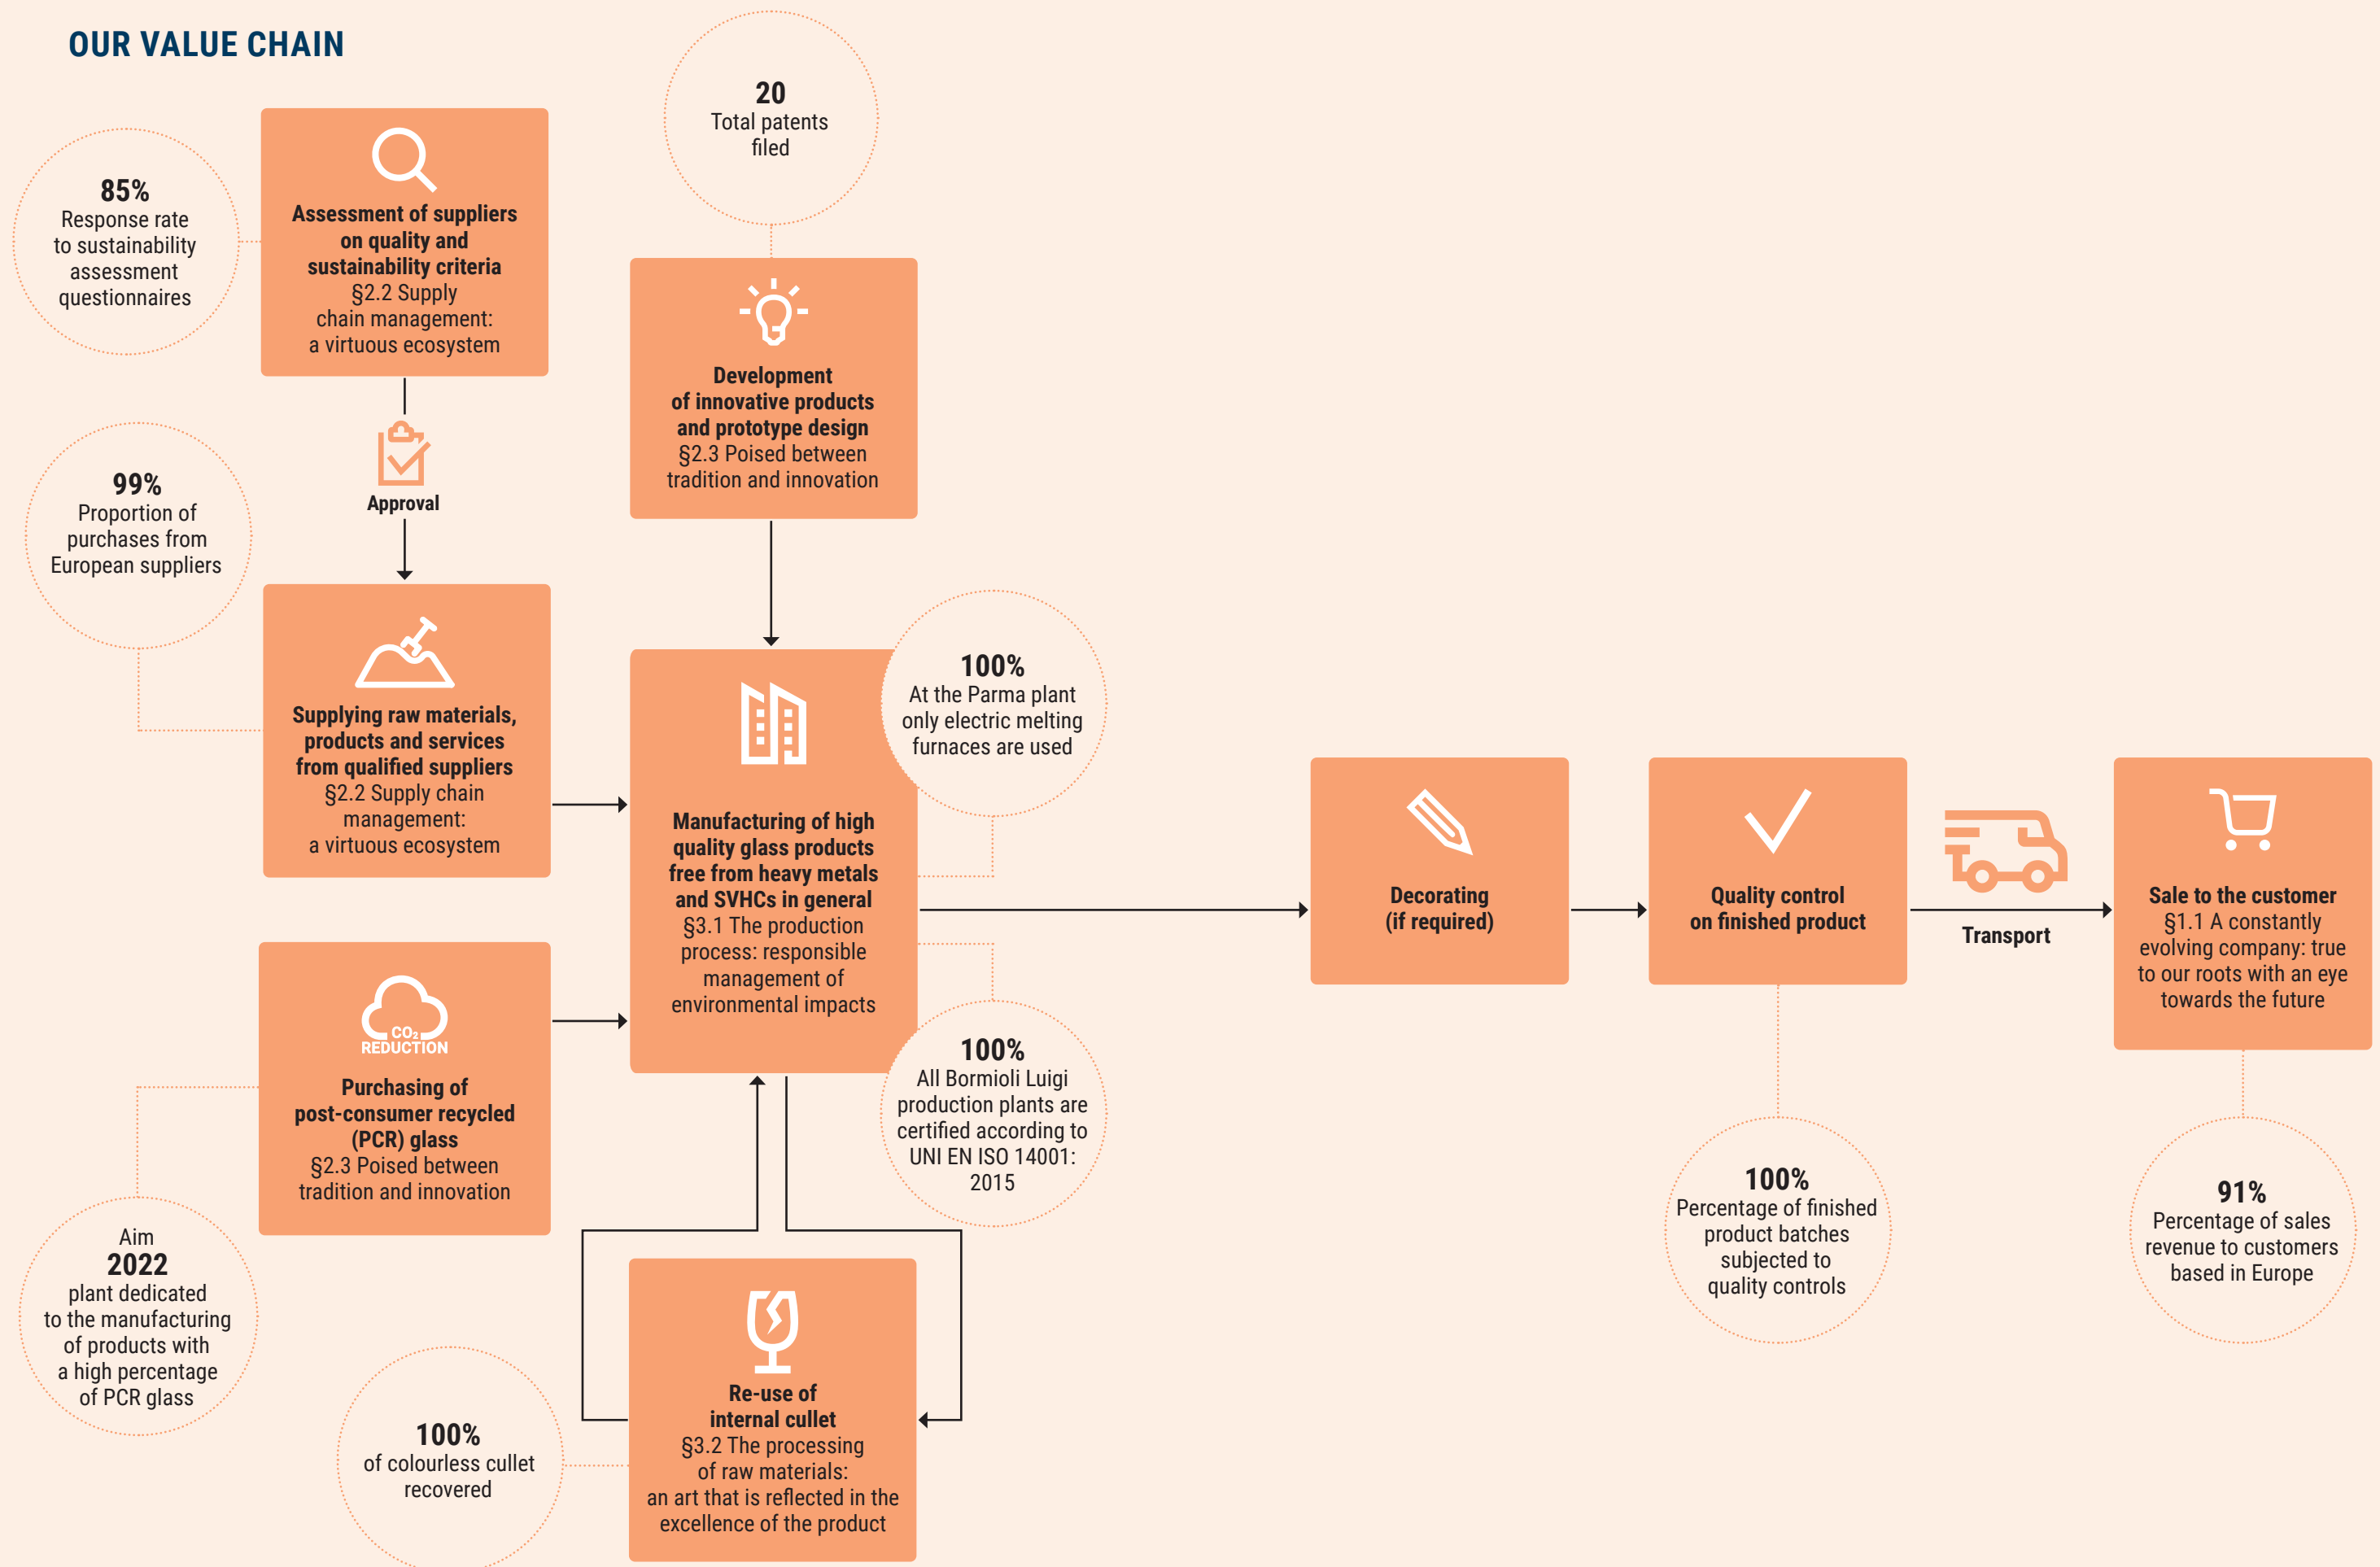 OUR VALUE CHAIN
20
Total patents
filed
85%
Response rate
to sustainability
assessment
questionnaires
Assessment of suppliers
on quality and
sustainability criteria
§2.2 Supply
chain management:
a virtuous ecosystem
Development
of innovative products
and prototype design
§2.3 Poised between
tradition and innovation
Approval
99%
Proportion of
purchases from
European suppliers
Supplying raw materials,
products and services
from qualified suppliers
§2.2 Supply chain
management:
a virtuous ecosystem
100%
At the Parma plant
only electric melting
furnaces are used
Manufacturing of high
quality glass products
free from heavy metals
and SVHCs in general
§3.1 The production
process: responsible
management of
environmental impacts
Decorating
(if required)
Quality control
on finished product
Transport
Sale to the customer
§1.1 A constantly
evolving company: true
to our roots with an eye
towards the future
CO₂
REDUCTION
Purchasing of
post-consumer recycled
(PCR) glass
§2.3 Poised between
tradition and innovation
100%
All Bormioli Luigi
production plants are
certified according to
UNI EN ISO 14001:
2015
Aim
2022
plant dedicated
to the manufacturing
of products with
a high percentage
of PCR glass
100%
Percentage of finished
product batches
subjected to
quality controls
91%
Percentage of sales
revenue to customers
based in Europe
100%
of colourless cullet
recovered
Re-use of
internal cullet
§3.2 The processing
of raw materials:
an art that is reflected in the
excellence of the product